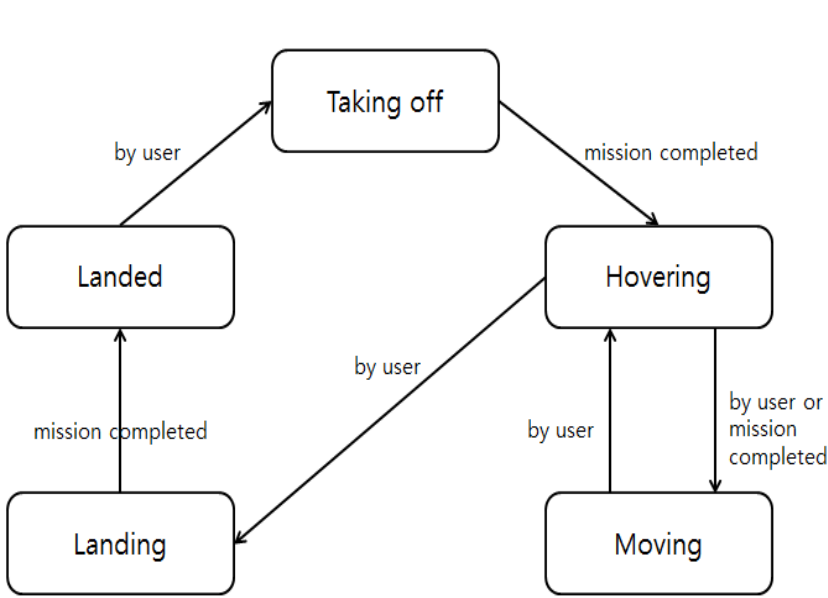 Taking off
by user
mission completed
Landed
Hovering
by user
by user or
mission
completed
mission completed
by user
Landing
Moving